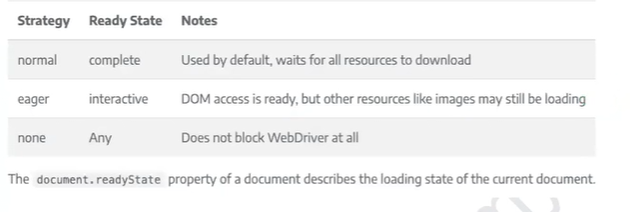 Strategy Ready State Notes
normal complete Used by default, waits for all resources to download
eager interactive DOM access is ready, but other resources like images may still be loading
none Any Does not block WebDriver at all
The document.readyState property of a document describes the loading state of the current document.